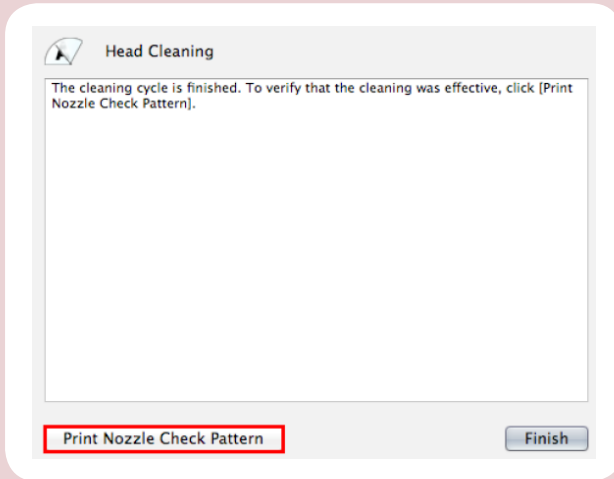 Head Cleaning
The cleaning cycle is finished. To verify that the cleaning was effective, click [Print
Nozzle Check Pattern].
Print Nozzle Check Pattern
Finish